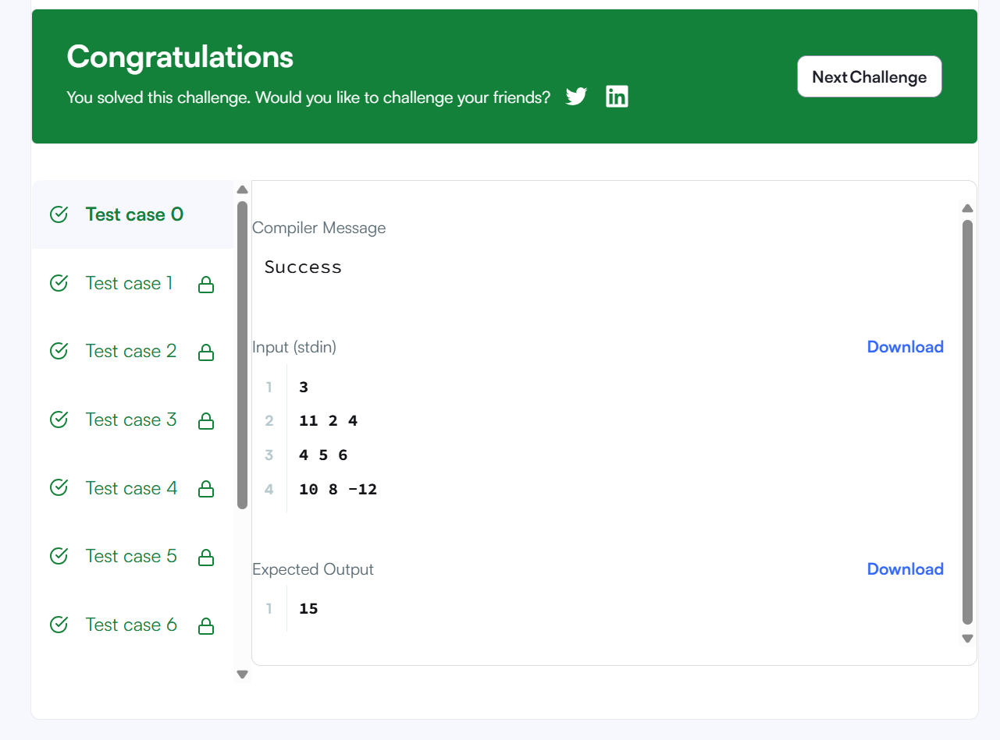 Congratulations
You solved this challenge. Would you like to challenge your friends?
in
Next Challenge
Test case 0
Test case 1
Test case 2
Test case 3
Test case 4
Test case 5
Test case 6
Compiler Message
Success
Input (stdin)
Download
1 3
2 11 2 4
3 4 5 6
4 10 8 -12
Expected Output
Download
1 15